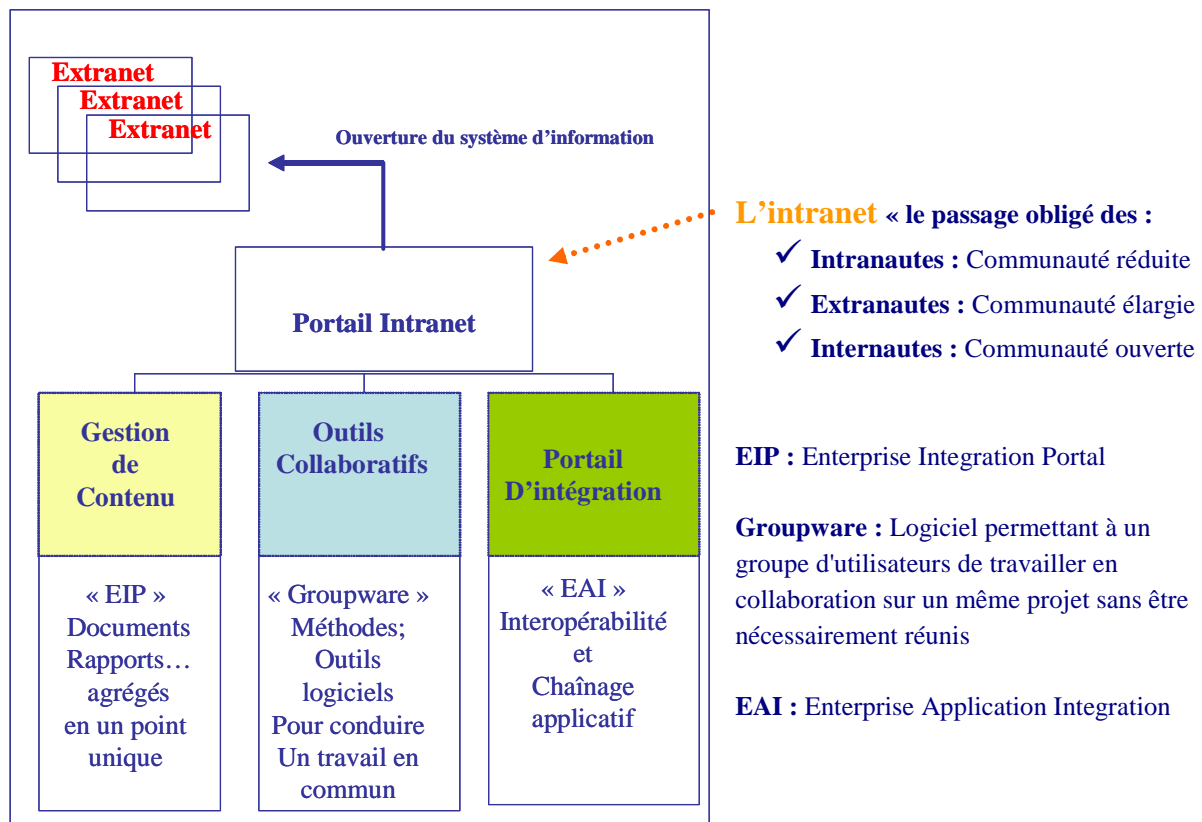 Extranet
Extranet
Extranet
Ouverture du système d’information
Portail Intranet
Gestion
de
Contenu
Outils
Collaboratifs
Portail
D’intégration
« EIP »
Documents
Rapports…
agrégés
en un point
unique
« Groupware »
Méthodes;
Outils
logiciels
Pour conduire
Un travail en
commun
« EAI »
Interopérabilité
et
Chaînage
applicatif
L’intranet « le passage obligé des :
✓ Intranautes : Communauté réduite
✓ Extranautes : Communauté élargie
✓ Internautes : Communauté ouverte
EIP : Enterprise Integration Portal
Groupware : Logiciel permettant à un
groupe d'utilisateurs de travailler en
collaboration sur un même projet sans être
nécessairement réunis
EAI : Enterprise Application Integration